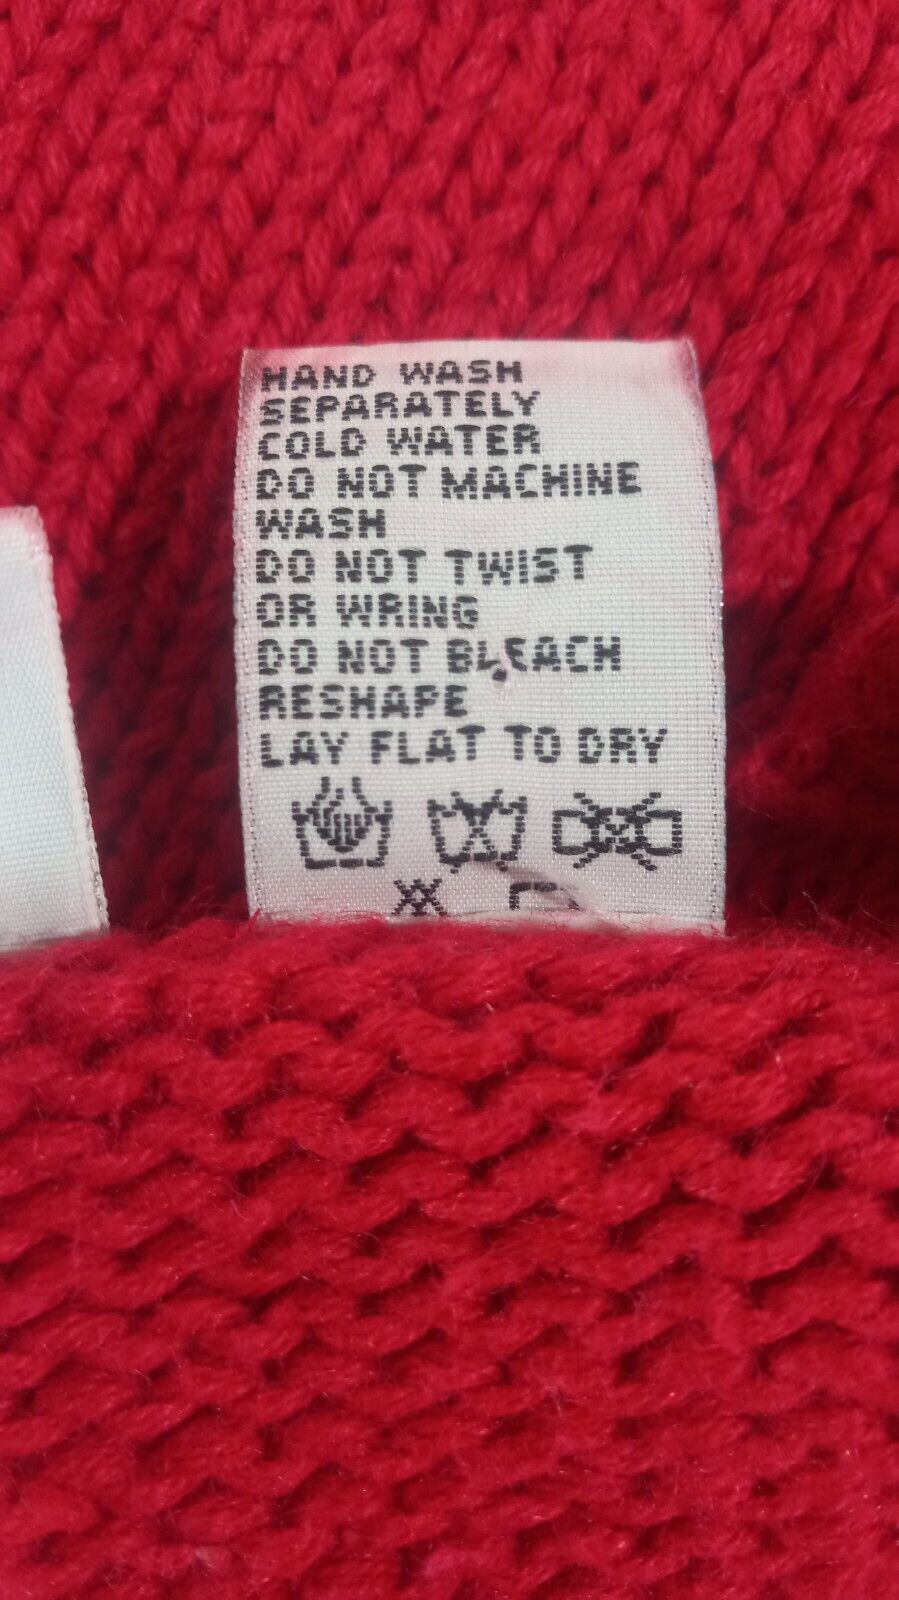 HAND WASH
SEPARATELY
COLD WATER
DO NOT MACHINE
WASH
DO NOT TWIST
OR WRING
DO NOT BLEACH
RESHAPE
LAY FLAT TO DRY